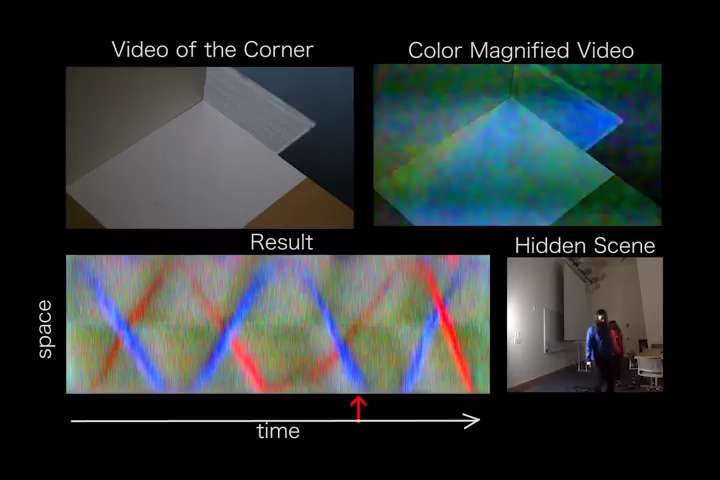 Video of the Corner
Color Magnified Video
Result
Hidden Scene
space
time